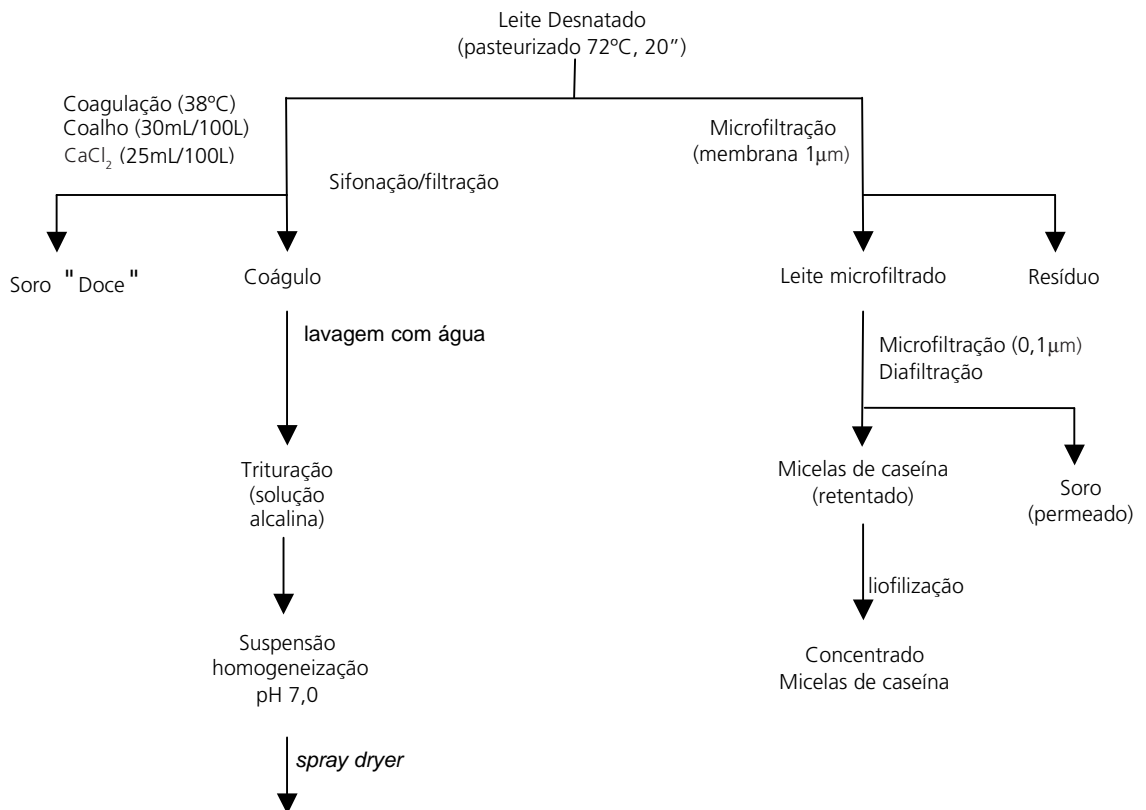 Leite Desnatado
(pasteurizado 72ºC, 20”)
Coagulação (38ºC)
Coalho (30mL/100L)
CaCl₂ (25mL/100L)
Microfiltração
(membrana 1μm)
Sifonação/filtração
Soro "Doce"
Coágulo
Leite microfiltrado
Resíduo
lavagem com água
Microfiltração (0,1μm)
Diafiltração
Trituração
(solução
alcalina)
Micelas de caseína
(retentado)
Soro
(permeado)
liofilização
Suspensão
homogeneização
pH 7,0
Concentrado
Micelas de caseína
spray dryer